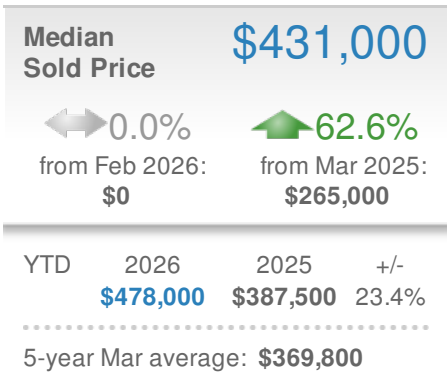 Median
Sold Price
$431,000
0.0%
62.6%
from Feb 2026:
$0
from Mar 2025:
$265,000
YTD 2026 2025 +/-
$478,000 $387,500 23.4%
5-year Mar average: $369,800